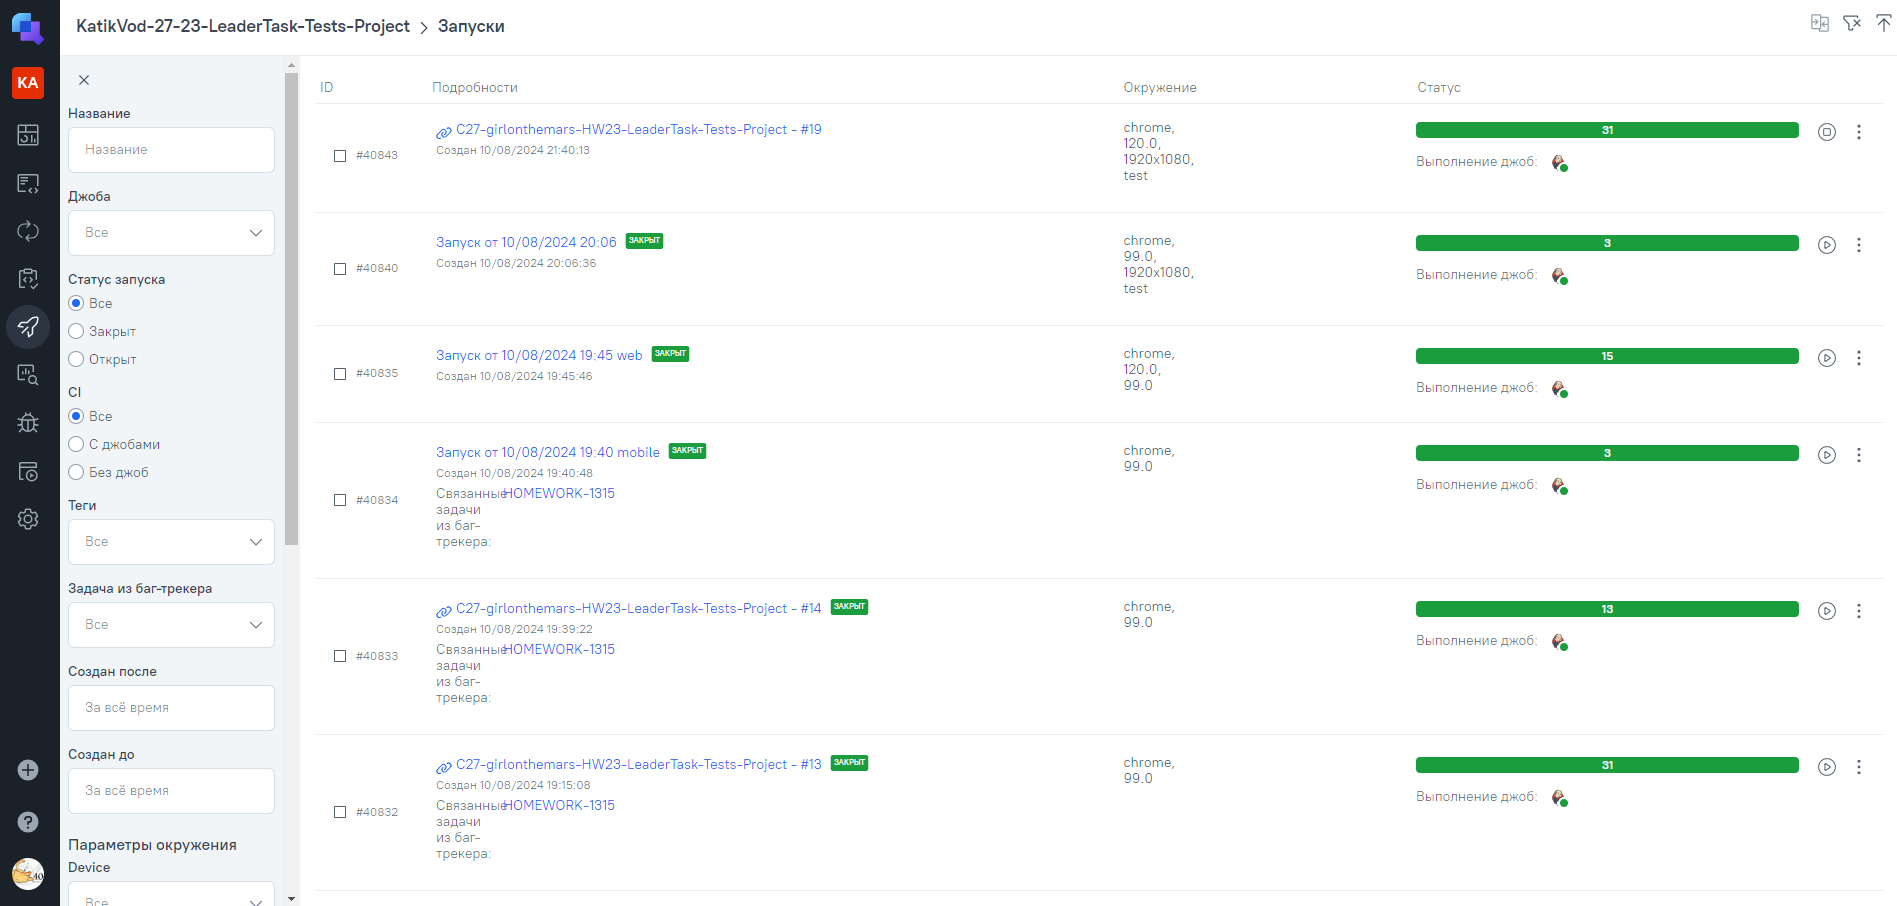 KatikVod-27-23-LeaderTask-Tests-Project > Запуски
KA
Название
Название
Джоба
Все
Статус запуска
Все
Закрыт
Открыт
CI
Все
С джобами
Без джоб
Теги
Все
Задача из баг-трекера
Все
Создан после
За всё время
Создан до
За всё время
Параметры окружения
Device
Все
ID Подробности Окружение Статус
#40843
C27-girlonthemars-HW23-LeaderTask-Tests-Project - #19
Создан 10/08/2024 21:40:13
chrome,
120.0,
1920x1080,
test
31
Выполнение джоб:
#40840
Запуск от 10/08/2024 20:06 ЗАКРЫТ
Создан 10/08/2024 20:06:36
chrome,
99.0,
1920x1080,
test
3
Выполнение джоб:
#40835
Запуск от 10/08/2024 19:45 web ЗАКРЫТ
Создан 10/08/2024 19:45:46
chrome,
120.0,
99.0
15
Выполнение джоб:
#40834
Запуск от 10/08/2024 19:40 mobile ЗАКРЫТ
Создан 10/08/2024 19:40:48
Связанные HOMEWORK-1315
задачи
из баг-
трекера:
chrome,
99.0
3
Выполнение джоб:
#40833
C27-girlonthemars-HW23-LeaderTask-Tests-Project - #14 ЗАКРЫТ
Создан 10/08/2024 19:39:22
Связанные HOMEWORK-1315
задачи
из баг-
трекера:
chrome,
99.0
13
Выполнение джоб:
#40832
C27-girlonthemars-HW23-LeaderTask-Tests-Project - #13 ЗАКРЫТ
Создан 10/08/2024 19:15:08
Связанные HOMEWORK-1315
задачи
из баг-
трекера:
chrome,
99.0
31
Выполнение джоб: